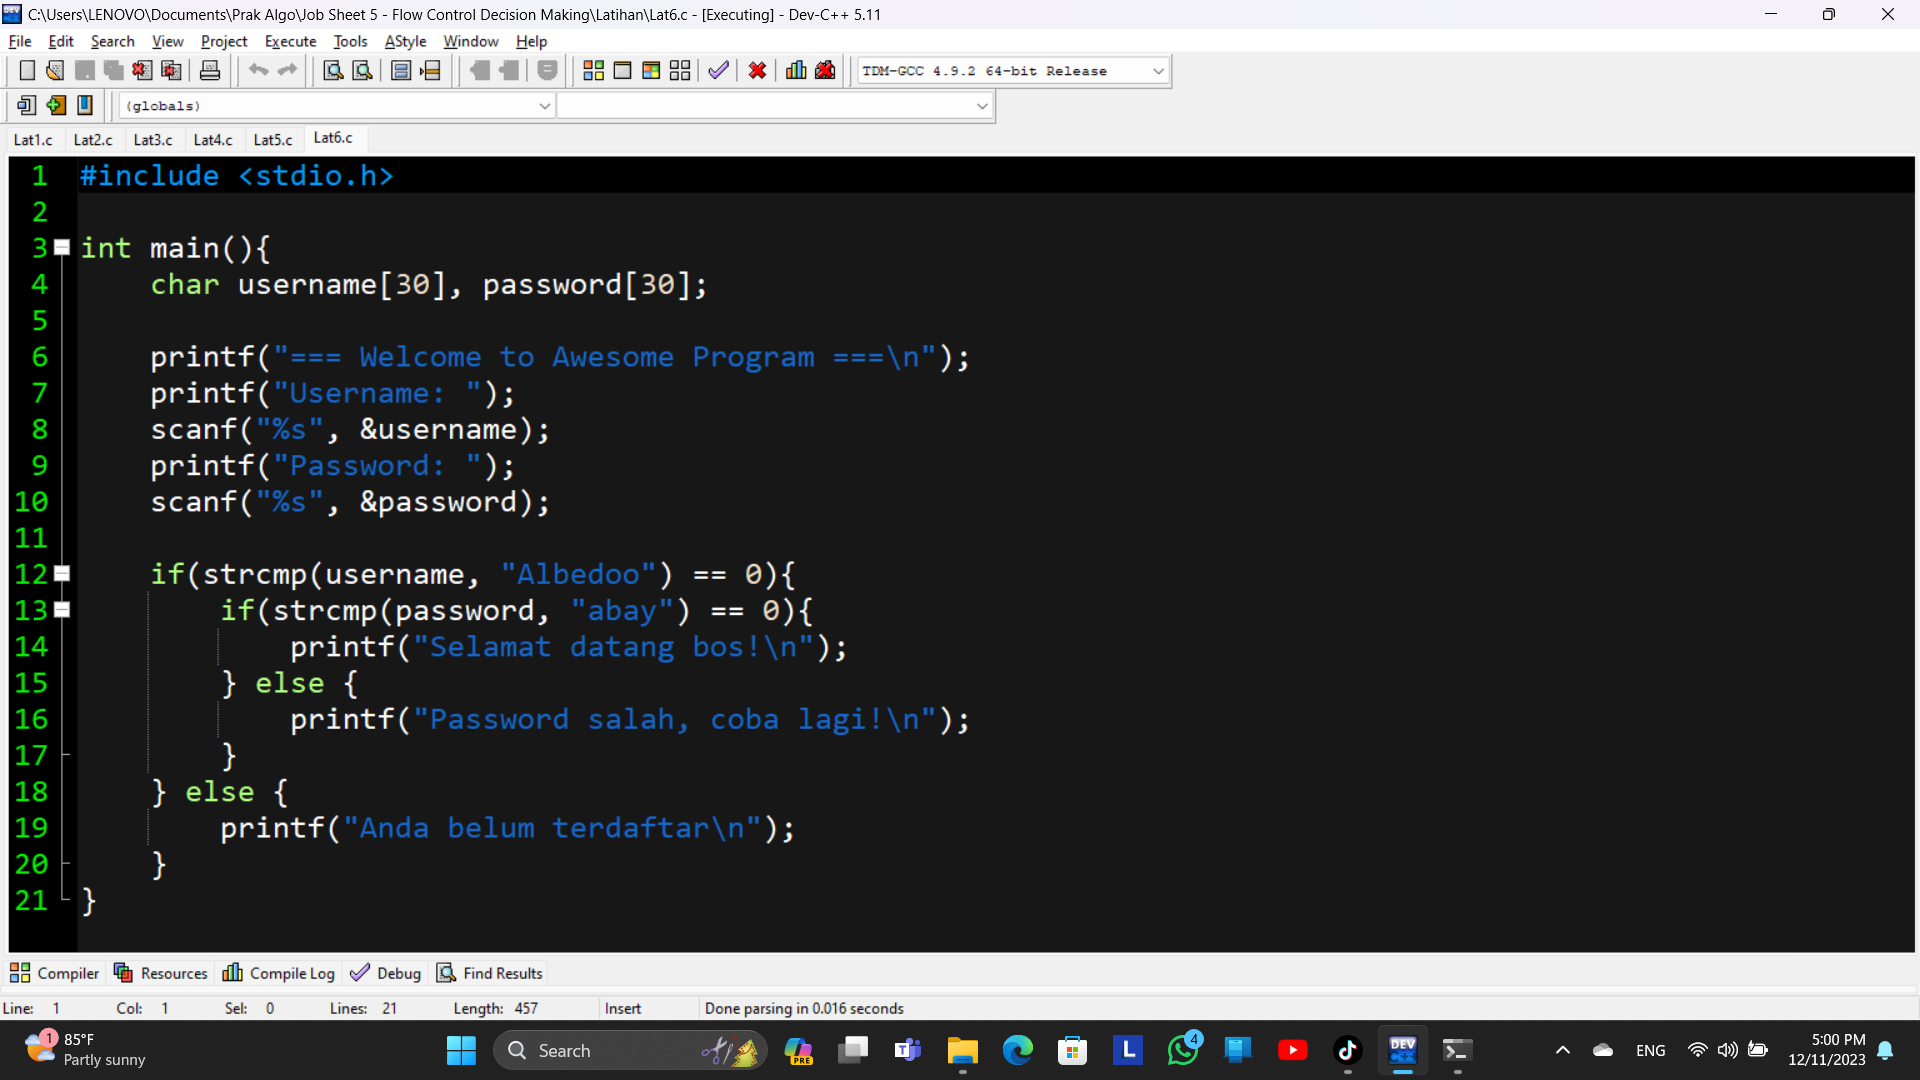 C:\Users\LENOVO\Documents\Prak Algo\Job Sheet 5 - Flow Control Decision Making\Latihan\Lat6.c - [Executing] - Dev-C++ 5.11
File Edit Search View Project Execute Tools AStyle Window Help
TDM-GCC 4.9.2 64-bit Release
(globals)
Lat1.c Lat2.c Lat3.c Lat4.c Lat5.c Lat6.c
1 #include <stdio.h>
2
3 int main(){
4 char username[30], password[30];
5
6 printf("=== Welcome to Awesome Program ===\n");
7 printf("Username: ");
8 scanf("%s", &username);
9 printf("Password: ");
10 scanf("%s", &password);
11
12 if(strcmp(username, "Albedoo") == 0){
13 if(strcmp(password, "abay") == 0){
14 printf("Selamat datang bos!\n");
15 } else {
16 printf("Password salah, coba lagi!\n");
17 }
18 } else {
19 printf("Anda belum terdaftar\n");
20 }
21 }
Compiler Resources Compile Log Debug Find Results
Line: 1 Col: 1 Sel: 0 Lines: 21 Length: 457 Insert Done parsing in 0.016 seconds
1 85°F
Partly sunny
Search
PRE
L
4
DEV C++
ENG
5:00 PM
12/11/2023